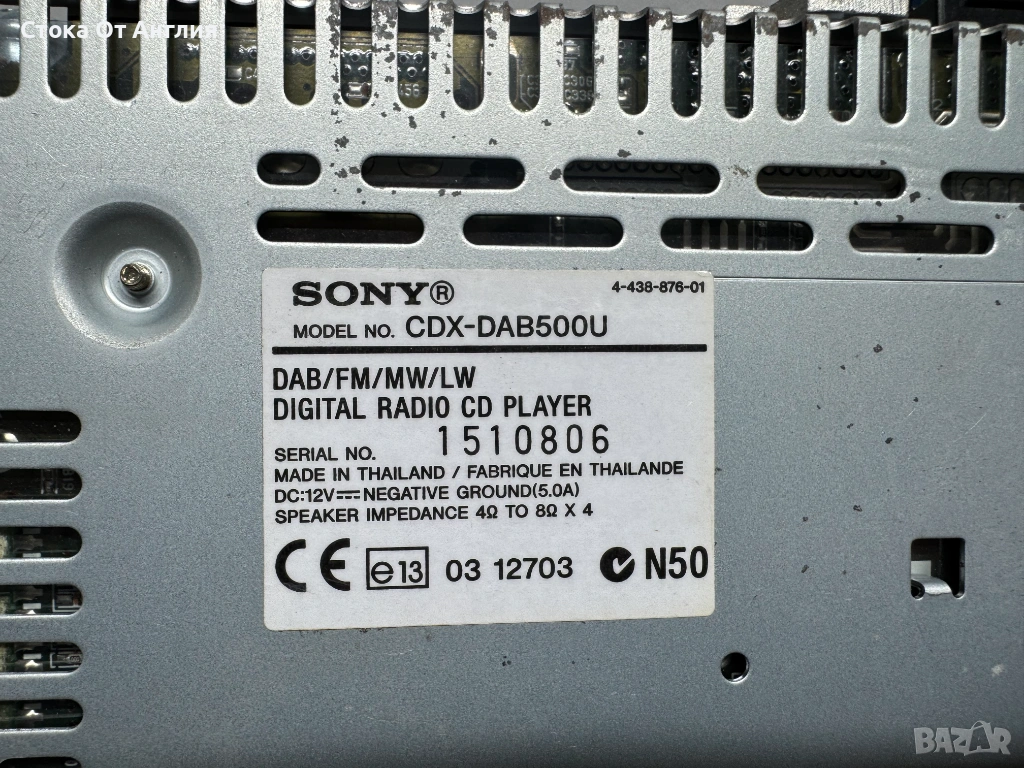 Стока От Англия
SONY®
4-438-876-01
MODEL NO. CDX-DAB500U
DAB/FM/MW/LW
DIGITAL RADIO CD PLAYER
SERIAL NO. 1510806
MADE IN THAILAND / FABRIQUE EN THAILANDE
DC:12V⎓NEGATIVE GROUND(5.0A)
SPEAKER IMPEDANCE 4Ω TO 8Ω X 4
CE e13 03 12703 N50
BAZAR